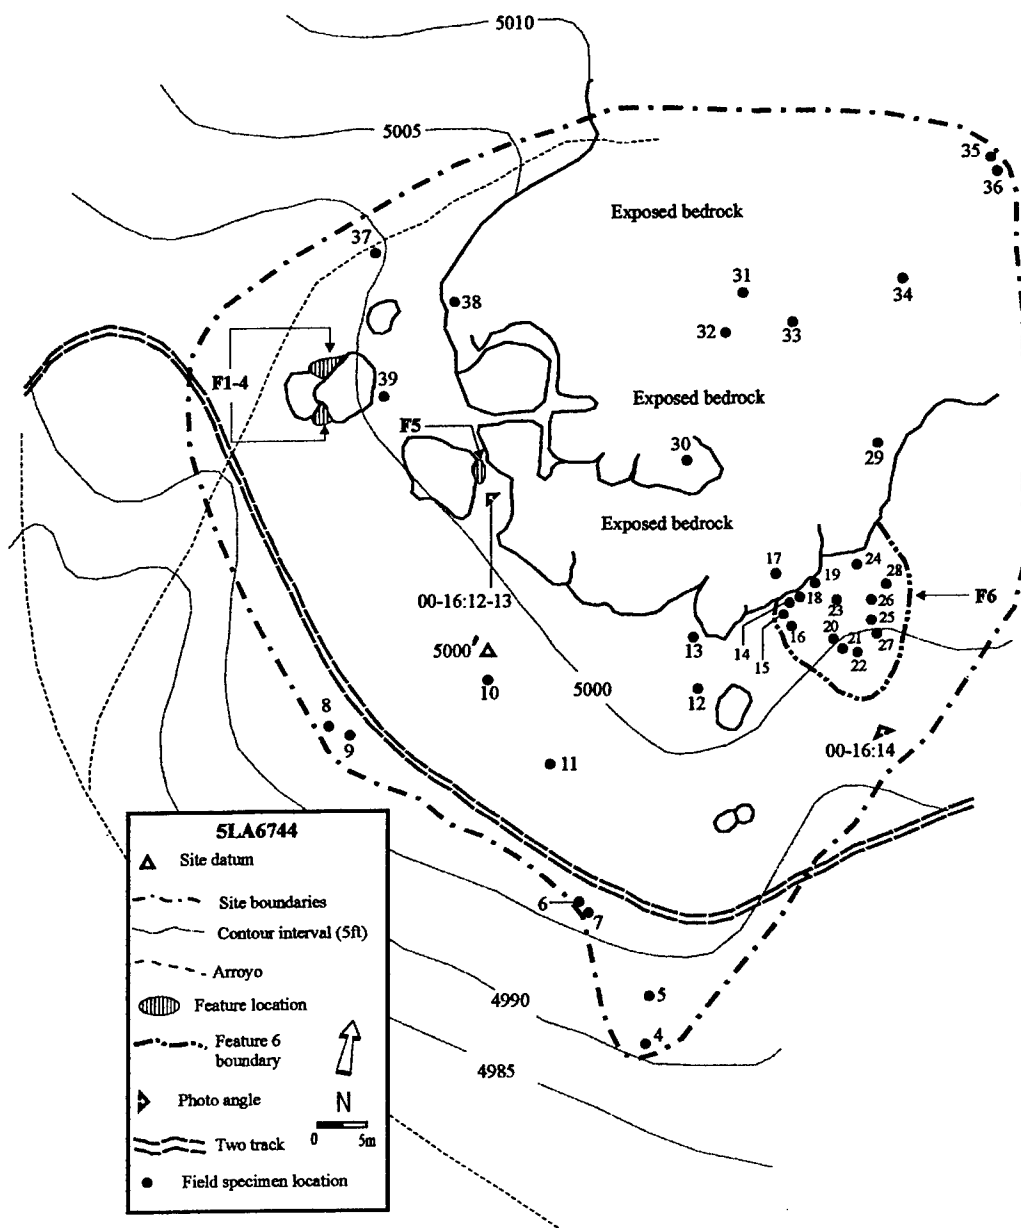 5010
5005
35
36
Exposed bedrock
37
31
34
38
32
33
F1-4
39
Exposed bedrock
F5
30
29
Exposed bedrock
17
24
19
28
18
00-16:12-13
23
26
F6
16
25
20
5000'
13
14
21
27
15
22
10
5000
12
8
9
00-16:14
11
5LA6744
Site datum
6
Site boundaries
7
Contour interval (5ft)
Arroyo
5
4990
Feature location
4
Feature 6
boundary
4985
Photo angle
N
0 5m
Two track
Field specimen location